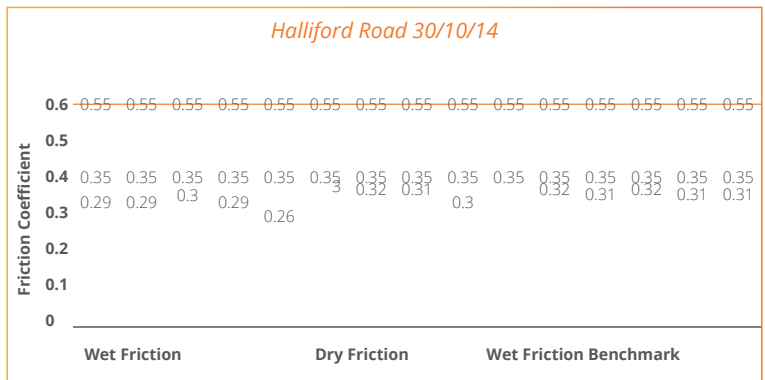 Halliford Road 30/10/14
Friction Coefficient
0.6
0.55 0.55 0.55 0.55 0.55 0.55 0.55 0.55 0.55 0.55 0.55 0.55 0.55 0.55 0.55
0.5
0.4
0.35 0.35 0.35 0.35 0.35 0.35 0.35 0.35 0.35 0.35 0.35 0.35 0.35 0.35
0.29 0.29 0.3 0.29 0.26 0.32 0.31 0.3 0.32 0.31 0.32 0.31 0.31
0.3
0.2
0.1
0
Wet Friction Dry Friction Wet Friction Benchmark